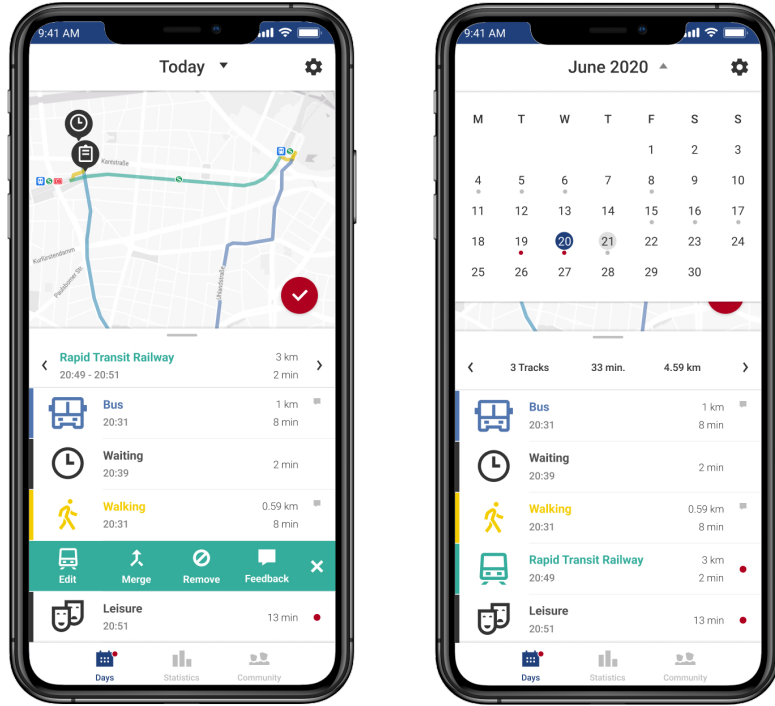 9:41 AM
Today
Kantstraße
Kurfürstendamm
Uhlandstraße
Rapid Transit Railway
3 km
20:49 - 20:51
2 min
Bus
1 km
20:31
8 min
Waiting
20:39
2 min
Walking
0.59 km
20:31
8 min
Edit
Merge
Remove
Feedback
Leisure
20:51
13 min
Days
Statistics
Community
9:41 AM
June 2020
M T W T F S S
1 2 3
4 5 6 7 8 9 10
11 12 13 14 15 16 17
18 19 20 21 22 23 24
25 26 27 28 29 30
3 Tracks 33 min. 4.59 km
Bus
1 km
20:31
8 min
Waiting
20:39
2 min
Walking
0.59 km
20:31
8 min
Rapid Transit Railway
3 km
20:49
2 min
Leisure
20:51
13 min
Days
Statistics
Community